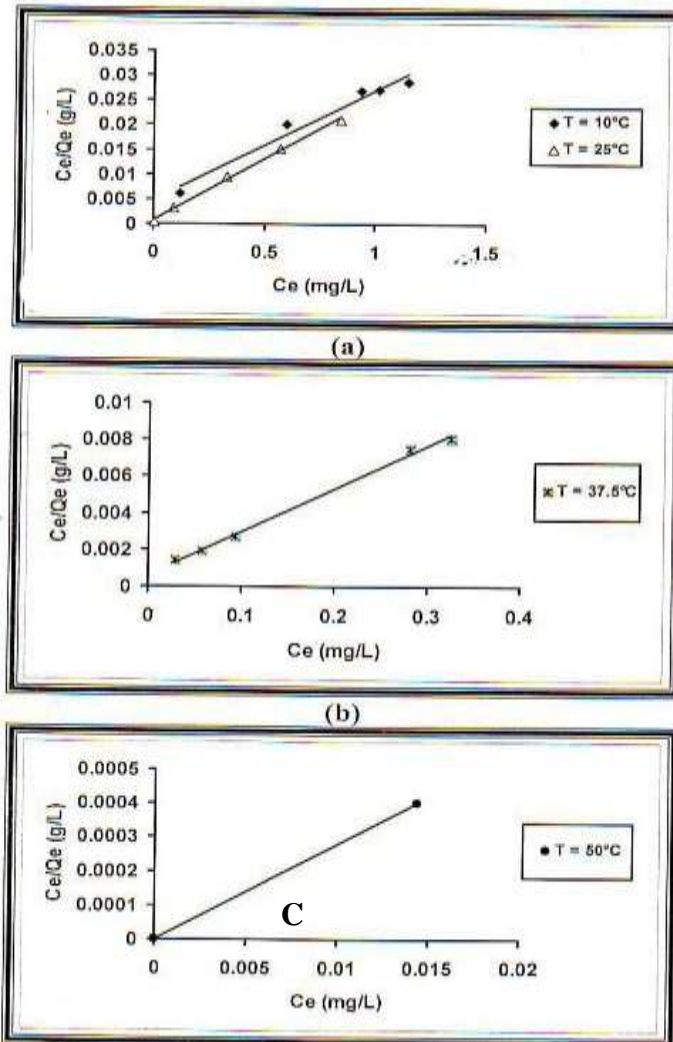 0.035
0.03
0.025
0.02
0.015
0.01
0.005
0
Ce/Qe (g/L)
0 0.5 1 1.5
Ce (mg/L)
T = 10°C
T = 25°C
(a)
0.01
0.008
0.006
0.004
0.002
0
Ce/Qe (g/L)
0 0.1 0.2 0.3 0.4
Ce (mg/L)
T = 37.5°C
(b)
0.0005
0.0004
0.0003
0.0002
0.0001
0
Ce/Qe (g/L)
C
0 0.005 0.01 0.015 0.02
Ce (mg/L)
T = 50°C